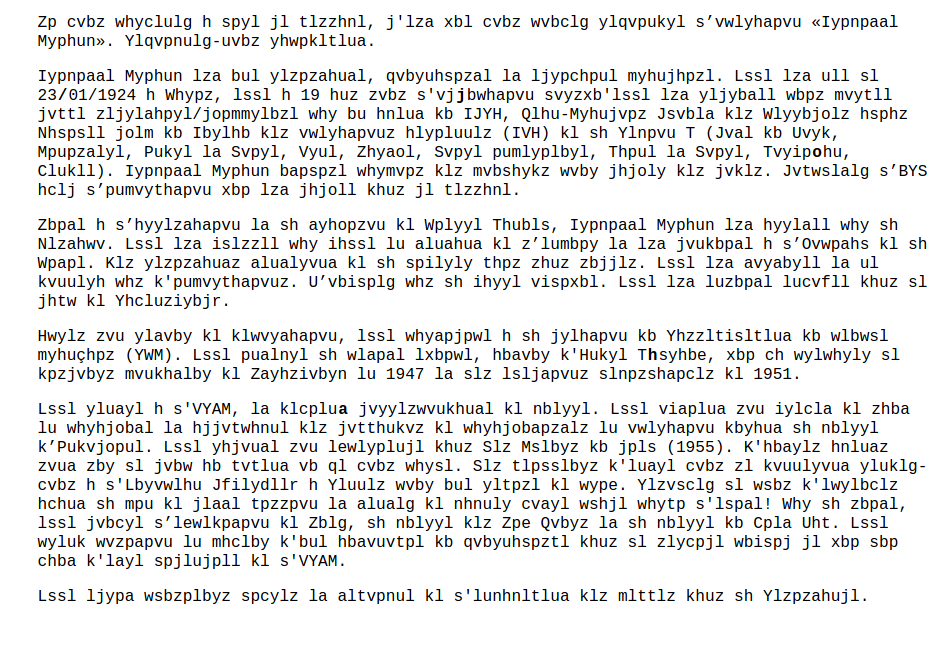 Zp cvbz whyclulg h spyl jl tlzzhnl, j'lza xbl cvbz wvbclg ylqvpukyl s’vwlyhapvu «Iypnpaal
Myphun». Ylqvpnulg-uvbz yhwpkltlua.
Iypnpaal Myphun lza bul ylzpzahual, qvbyuhspzal la ljypchpul myhujhpzl. Lssl lza ull sl
23/01/1924 h Whypz, lssl h 19 huz zvbz s'vjjbwhapvu svyzxb'lssl lza yljyball wbpz mvytll
jvttl zljylahpyl/jopmmylbzl why bu hnlua kb IJYH, Qlhu-Myhujvpz Jsvbla klz Wlyybjolz hsphz
Nhspsll jolm kb Ibylhb klz vwlyhapvuz hlypluulz (IVH) kl sh Ylnpvu T (Jval kb Uvyk,
Mpupzalyl, Pukyl la Svpyl, Vyul, Zhyaol, Svpyl pumlyplbyl, Thpul la Svpyl, Tvyipohu,
Clukll). Iypnpaal Myphun bapszpl whymvpz klz mvbshykz wvby jhjoly klz jvklz. Jvtwslalg s’BYS
hclj s’pumvythapvu xbp lza jhjoll khuz jl tlzzhnl.
Zbpal h s’hyylzahapvu la sh ayhopzvu kl Wplyyl Thubls, Iypnpaal Myphun lza hyylall why sh
Nlzahwv. Lssl lza islzzll why ihssl lu aluahua kl z’lumbpy la lza jvukbpal h s’Ovwpahs kl sh
Wpapl. Klz ylzpzahuaz alualyvua kl sh spilyly thpz zhuz zbjjlz. Lssl lza avyabyll la ul
kvuulyh whz k'pumvythapvuz. U’vbisplg whz sh ihyyl vispxbl. Lssl lza luzbpal lucvfll khuz sl
jhtw kl Yhcluziybjr.
Hwylz zvu ylavby kl klwvyahapvu, lssl whyapjpwl h sh jylhapvu kb Yhzzltisltlua kb wlbwsl
myhuçhpz (YWM). Lssl pualnyl sh wlapal lxbpwl, hbavby k'Hukyl Thsyhbe, xbp ch wylwhyly sl
kpzjvbyz mvukhalby kl Zayhzivbyn lu 1947 la slz lsljapvuz slnpzshapclz kl 1951.
Lssl yluayl h s'VYAM, la klcplua jvyylzwvukhual kl nblyyl. Lssl viaplua zvu iylcla kl zhba
lu whyhjobal la hjjvtwhnul klz jvtthukvz kl whyhjobapzalz lu vwlyhapvu kbyhua sh nblyyl
k’Pukvjopul. Lssl yhjvual zvu lewlyplujl khuz Slz Mslbyz kb jpls (1955). K'hbaylz hnluaz
zvua zby sl jvbw hb tvtlua vb ql cvbz whysl. Slz tlpsslbyz k'luayl cvbz zl kvuulyvua yluklg-
cvbz h s'Lbyvwlhu Jfilydllr h Yluulz wvby bul yltpzl kl wype. Ylzvsclg sl wsbz k'lwylbclz
hchua sh mpu kl jlaal tpzzpvu la alualg kl nhnuly cvayl wshjl whytp s'lspal! Why sh zbpal,
lssl jvbcyl s’lewlkpapvu kl Zblg, sh nblyyl klz Zpe Qvbyz la sh nblyyl kb Cpla Uht. Lssl
wyluk wvzpapvu lu mhclby k'bul hbavuvtpl kb qvbyuhspztl khuz sl zlycpjl wbispj jl xbp sbp
chba k'layl spjlujpll kl s'VYAM.
Lssl ljypa wsbzplbyz spcylz la altvpnul kl s'lunhnltlua klz mlttlz khuz sh Ylzpzahujl.